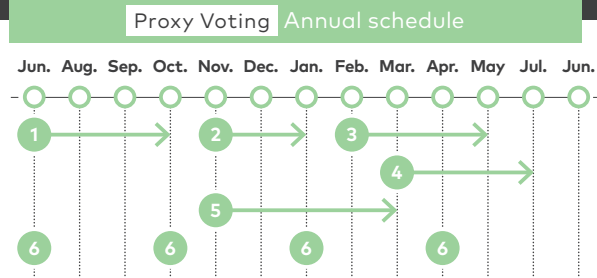 Proxy Voting Annual schedule
Jun. Aug. Sep. Oct. Nov. Dec. Jan. Feb. Mar. Apr. May Jul. Jun.
1 2 3
4
5
6 6 6 6